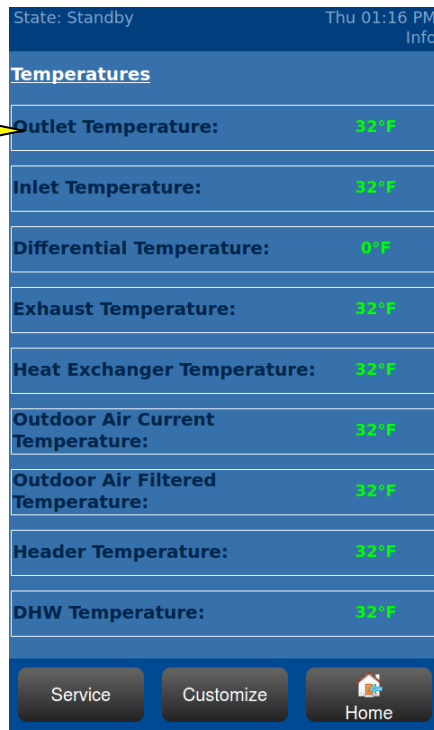 State: Standby Thu 01:16 PM
Info
Temperatures
Outlet Temperature: 32°F
Inlet Temperature: 32°F
Differential Temperature: 0°F
Exhaust Temperature: 32°F
Heat Exchanger Temperature: 32°F
Outdoor Air Current
Temperature: 32°F
Outdoor Air Filtered
Temperature: 32°F
Header Temperature: 32°F
DHW Temperature: 32°F
Service Customize Home